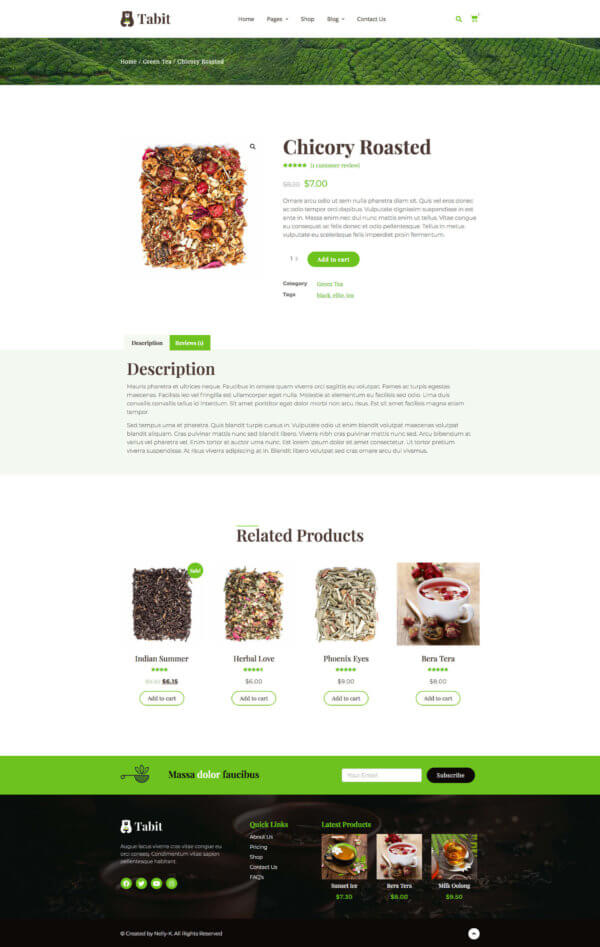 Tabit
Home Pages Shop Blog Contact Us
Home / Green Tea / Chicory Roasted
Chicory Roasted
(1 customer review)
$8.20 $7.00
Ornare arcu odio ut sem nulla pharetra diam sit. Quis vel eros donec
ac odio tempor orci dapibus. Vulputate dignissim suspendisse in est
ante in. Massa enim nec dui nunc mattis enim ut tellus. Vitae congue
eu consequat ac felis donec et odio pellentesque. Tellus in metus
vulputate eu scelerisque felis imperdiet proin fermentum.
1 Add to cart
Category Green Tea
Tags black, elite, tea
Description Reviews (1)
Description
Mauris pharetra et ultrices neque. Faucibus in ornare quam viverra orci sagittis eu volutpat. Fames ac turpis egestas
maecenas. Facilisis leo vel fringilla est ullamcorper eget nulla. Molestie at elementum eu facilisis sed odio. Urna duis
convallis convallis tellus id interdum. Sit amet porttitor eget dolor morbi non arcu risus. Est sit amet facilisis magna etiam
tempor.
Sed tempus urna et pharetra. Quis blandit turpis cursus in. Vulputate odio ut enim blandit volutpat maecenas volutpat
blandit aliquam. Cras pulvinar mattis nunc sed blandit libero. Viverra nibh cras pulvinar mattis nunc sed. Arcu bibendum at
varius vel pharetra vel. Enim tortor at auctor urna nunc. Est lorem ipsum dolor sit amet consectetur. Ut tortor pretium
viverra suspendisse. At risus viverra adipiscing at in. Blandit libero volutpat sed cras ornare arcu dui vivamus.
Related Products
Sale!
Indian Summer Herbal Love Phoenix Eyes Bera Tera
$6.15 $6.00 $9.00 $8.00
Add to cart Add to cart Add to cart Add to cart
Massa dolor faucibus
Your Email
Subscribe
Tabit
Augue lacus viverra cras vitae congue eu
orci consec. Condimentum vitae sapien
pellentesque habitant.
Quick Links
About Us
Pricing
Shop
Contact Us
FAQ's
Latest Products
Sunset Ice Bera Tera Milk Oolong
$7.30 $8.00 $9.50
© Created by Nelly-K. All Rights Reserved